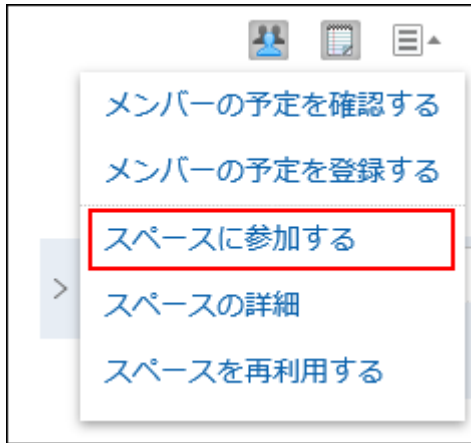 メンバーの予定を確認する
メンバーの予定を登録する
スペースに参加する
スペースの詳細
スペースを再利用する